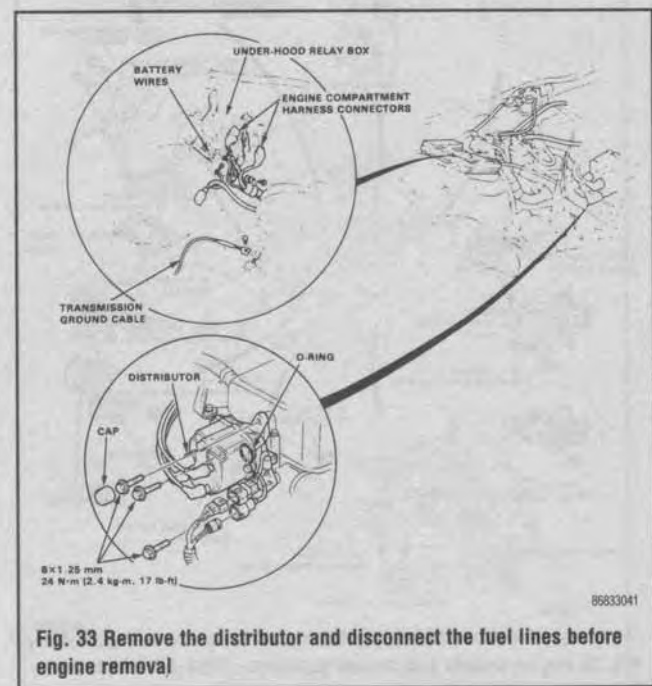 UNDER-HOOD RELAY BOX
BATTERY
WIRES
ENGINE COMPARTMENT
HARNESS CONNECTORS
TRANSMISSION
GROUND CABLE
O-RING
DISTRIBUTOR
CAP
8×1.25 mm
24 N·m (2.4 kg-m, 17 lb-ft)
86833041
Fig. 33 Remove the distributor and disconnect the fuel lines before
engine removal